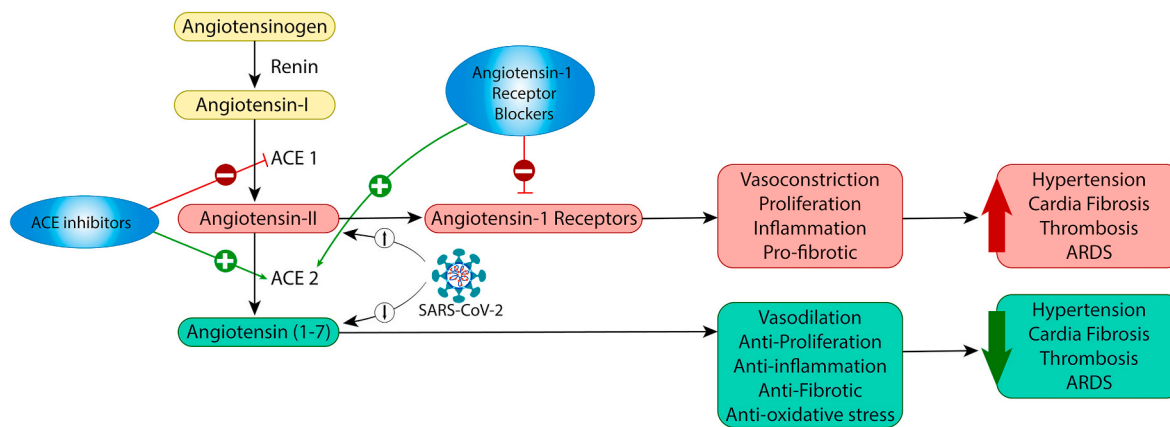 Angiotensinogen
Renin
Angiotensin-I
ACE 1
ACE inhibitors
Angiotensin-II
ACE 2
Angiotensin (1-7)
Angiotensin-1
Receptor
Blockers
Angiotensin-1 Receptors
SARS-CoV-2
Vasoconstriction
Proliferation
Inflammation
Pro-fibrotic
Hypertension
Cardia Fibrosis
Thrombosis
ARDS
Vasodilation
Anti-Proliferation
Anti-inflammation
Anti-Fibrotic
Anti-oxidative stress
Hypertension
Cardia Fibrosis
Thrombosis
ARDS